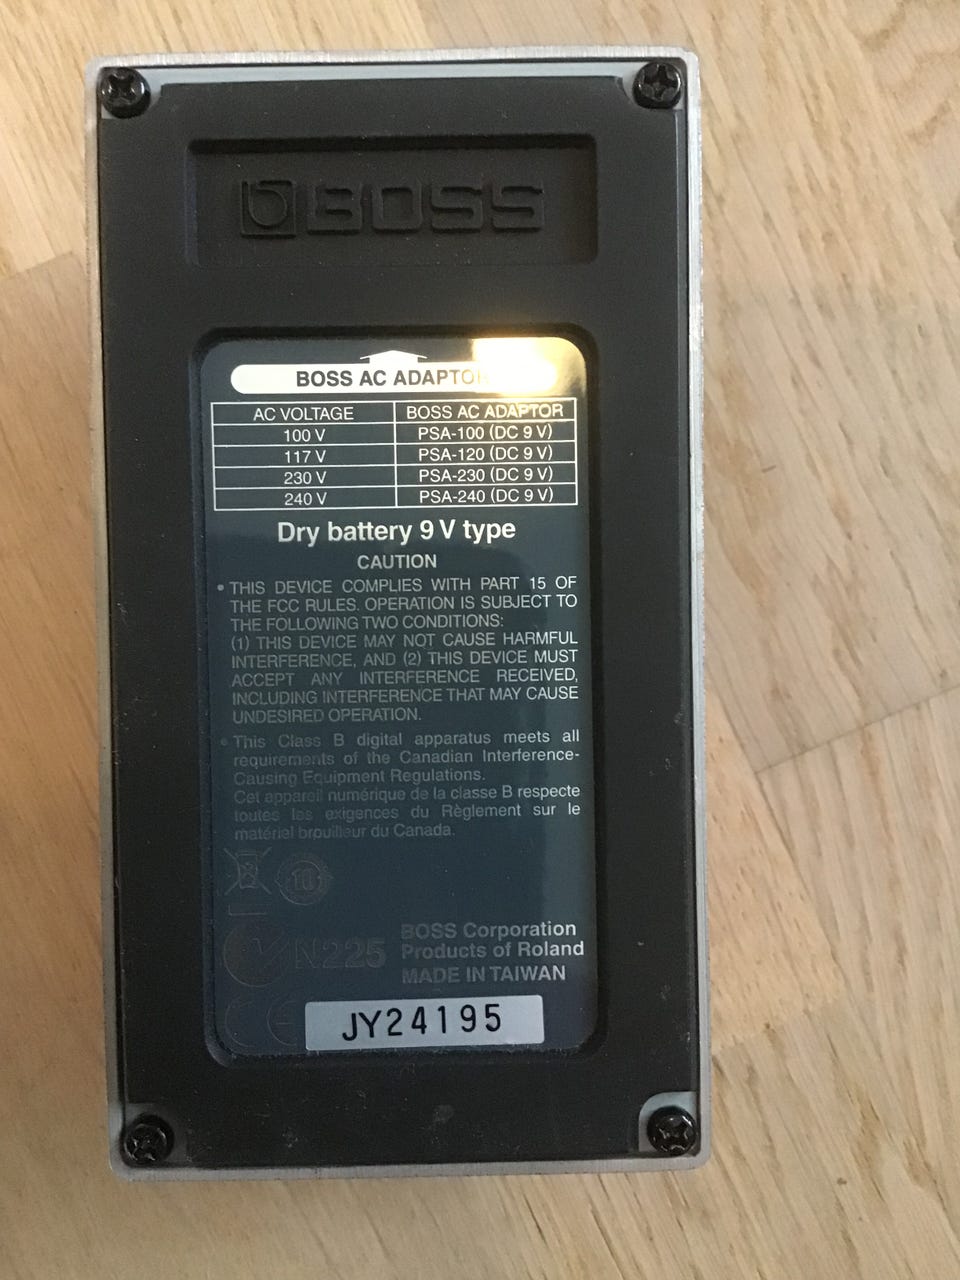 BOSS
BOSS AC ADAPTOR
AC VOLTAGE BOSS AC ADAPTOR
100 V PSA-100 (DC 9 V)
117 V PSA-120 (DC 9 V)
230 V PSA-230 (DC 9 V)
240 V PSA-240 (DC 9 V)
Dry battery 9 V type
CAUTION
• THIS DEVICE COMPLIES WITH PART 15 OF
THE FCC RULES. OPERATION IS SUBJECT TO
THE FOLLOWING TWO CONDITIONS:
(1) THIS DEVICE MAY NOT CAUSE HARMFUL
INTERFERENCE, AND (2) THIS DEVICE MUST
ACCEPT ANY INTERFERENCE RECEIVED,
INCLUDING INTERFERENCE THAT MAY CAUSE
UNDESIRED OPERATION.
• This Class B digital apparatus meets all
requirements of the Canadian Interference-
Causing Equipment Regulations.
Cet appareil numérique de la classe B respecte
toutes les exigences du Règlement sur le
matériel brouilleur du Canada.
10
N225
BOSS Corporation
Products of Roland
MADE IN TAIWAN
CE
JY24195